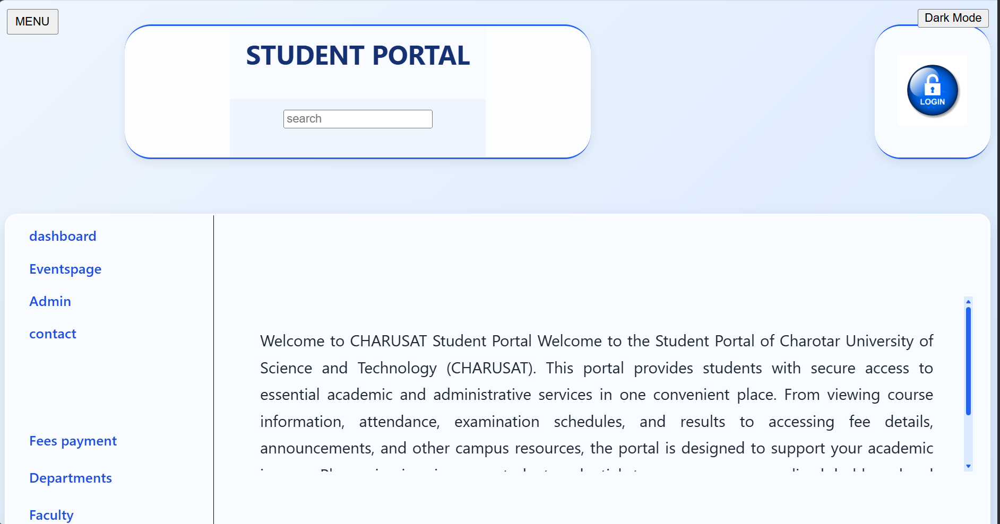 MENU
Dark Mode
STUDENT PORTAL
search
LOGIN
dashboard
Eventspage
Admin
contact
Fees payment
Departments
Faculty
Welcome to CHARUSAT Student Portal Welcome to the Student Portal of Charotar University of
Science and Technology (CHARUSAT). This portal provides students with secure access to
essential academic and administrative services in one convenient place. From viewing course
information, attendance, examination schedules, and results to accessing fee details,
announcements, and other campus resources, the portal is designed to support your academic